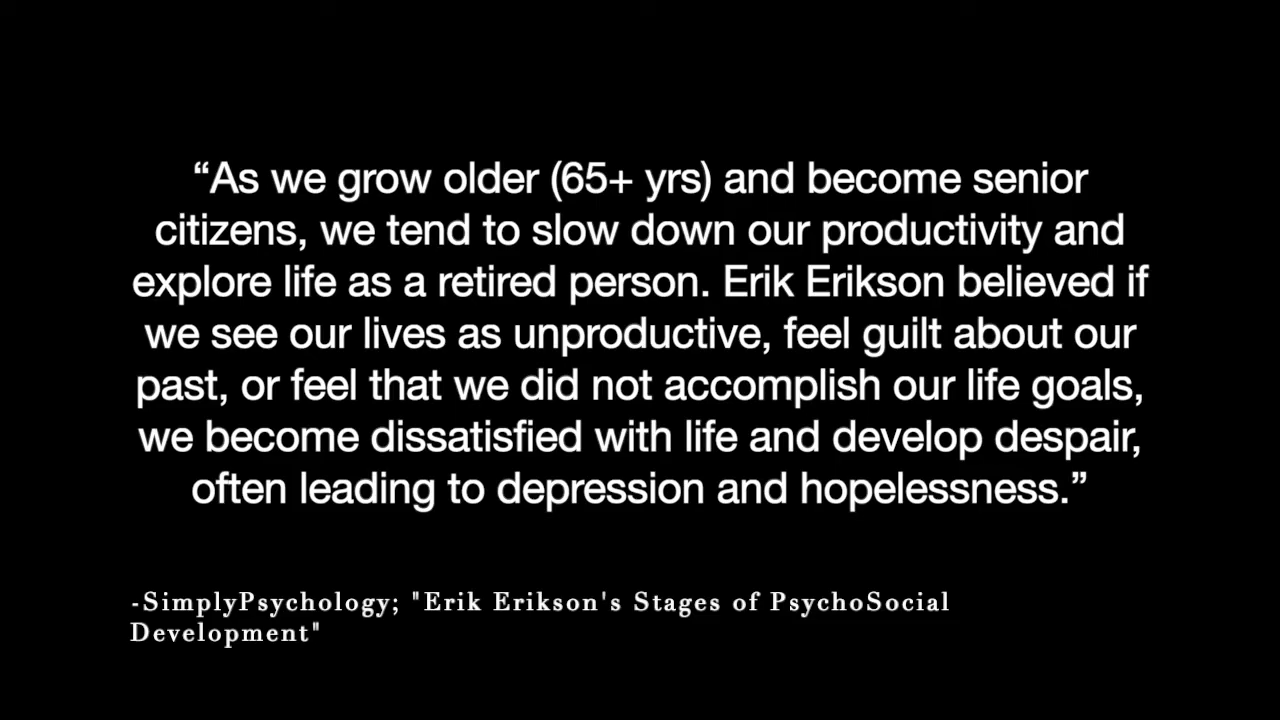 “As we grow older (65+ yrs) and become senior
citizens, we tend to slow down our productivity and
explore life as a retired person. Erik Erikson believed if
we see our lives as unproductive, feel guilt about our
past, or feel that we did not accomplish our life goals,
we become dissatisfied with life and develop despair,
often leading to depression and hopelessness.”
-SimplyPsychology; "Erik Erikson's Stages of PsychoSocial
Development"